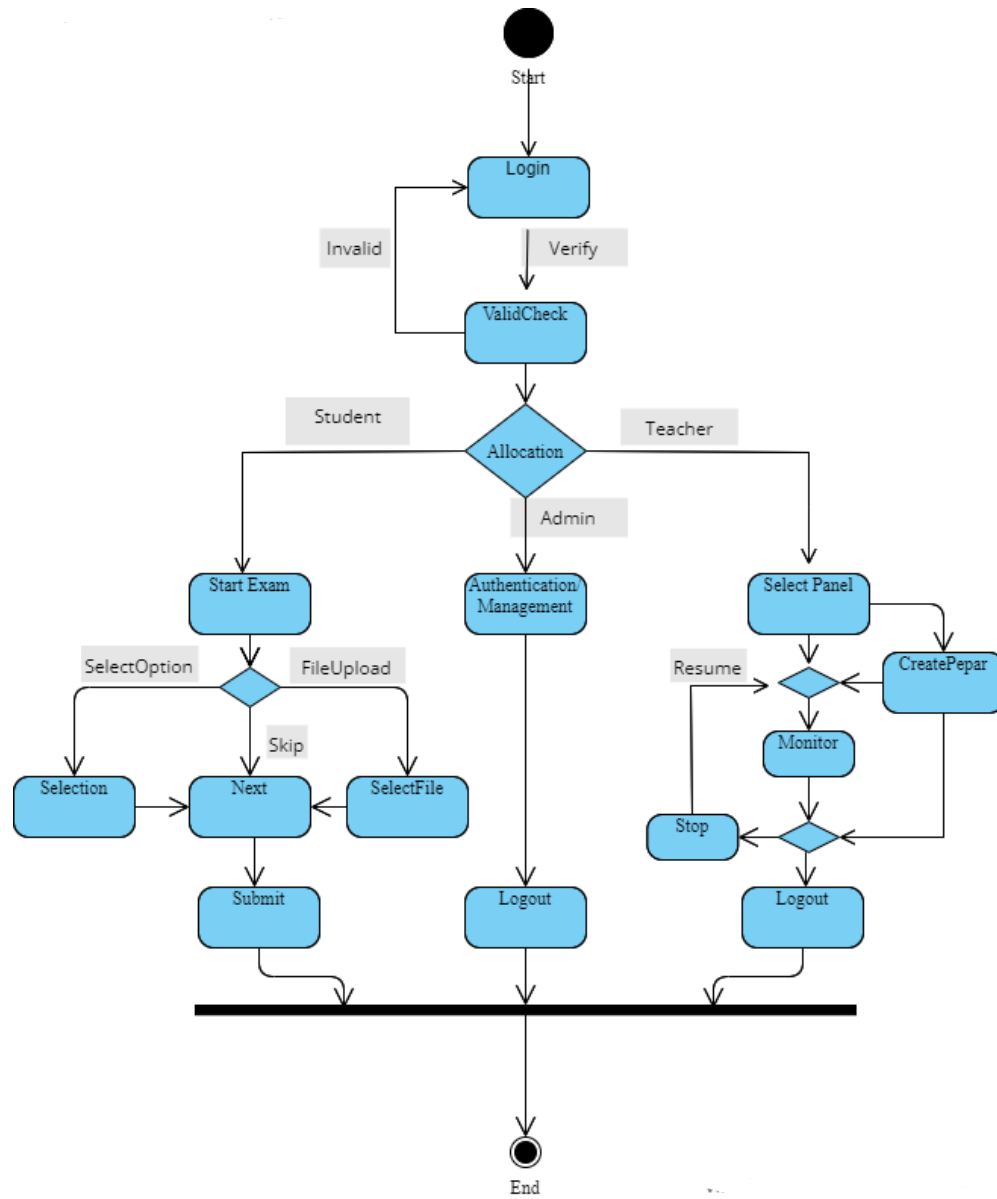 Start
Login
Invalid
Verify
ValidCheck
Student
Teacher
Allocation
Admin
Start Exam
Authentication/
Management
Select Panel
SelectOption
FileUpload
Resume
CreatePepar
Skip
Monitor
Selection
Next
SelectFile
Stop
Submit
Logout
Logout
End